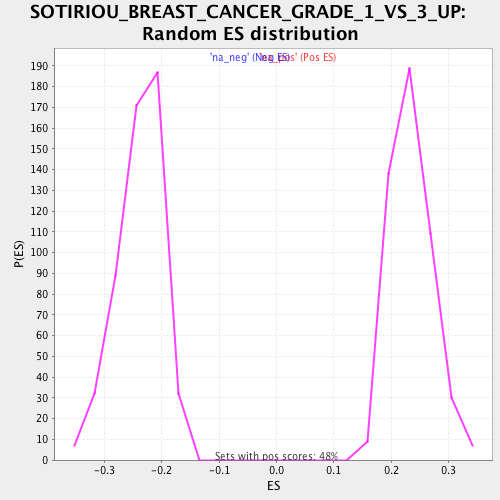 SOTIRIOU_BREAST_CANCER_GRADE_1_VS_3_UP:
Random ES distribution
'na_neg' (Neg ES) 'na_pos' (Pos ES)
190
180
170
160
150
140
130
120
110
100
90
80
70
60
50
40
30
20
10
0
P(ES)
Sets with pos scores: 48%
-0.3 -0.2 -0.1 0.0 0.1 0.2 0.3
ES